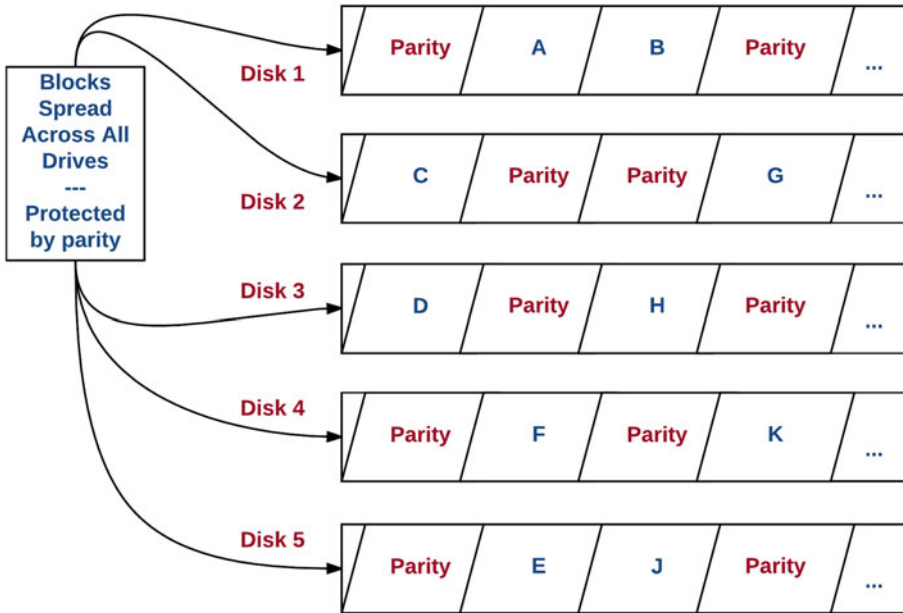 Blocks
Spread
Across All
Drives
---
Protected
by parity
Disk 1
Parity A B Parity ...
Disk 2
C Parity Parity G ...
Disk 3
D Parity H Parity ...
Disk 4
Parity F Parity K ...
Disk 5
Parity E J Parity ...